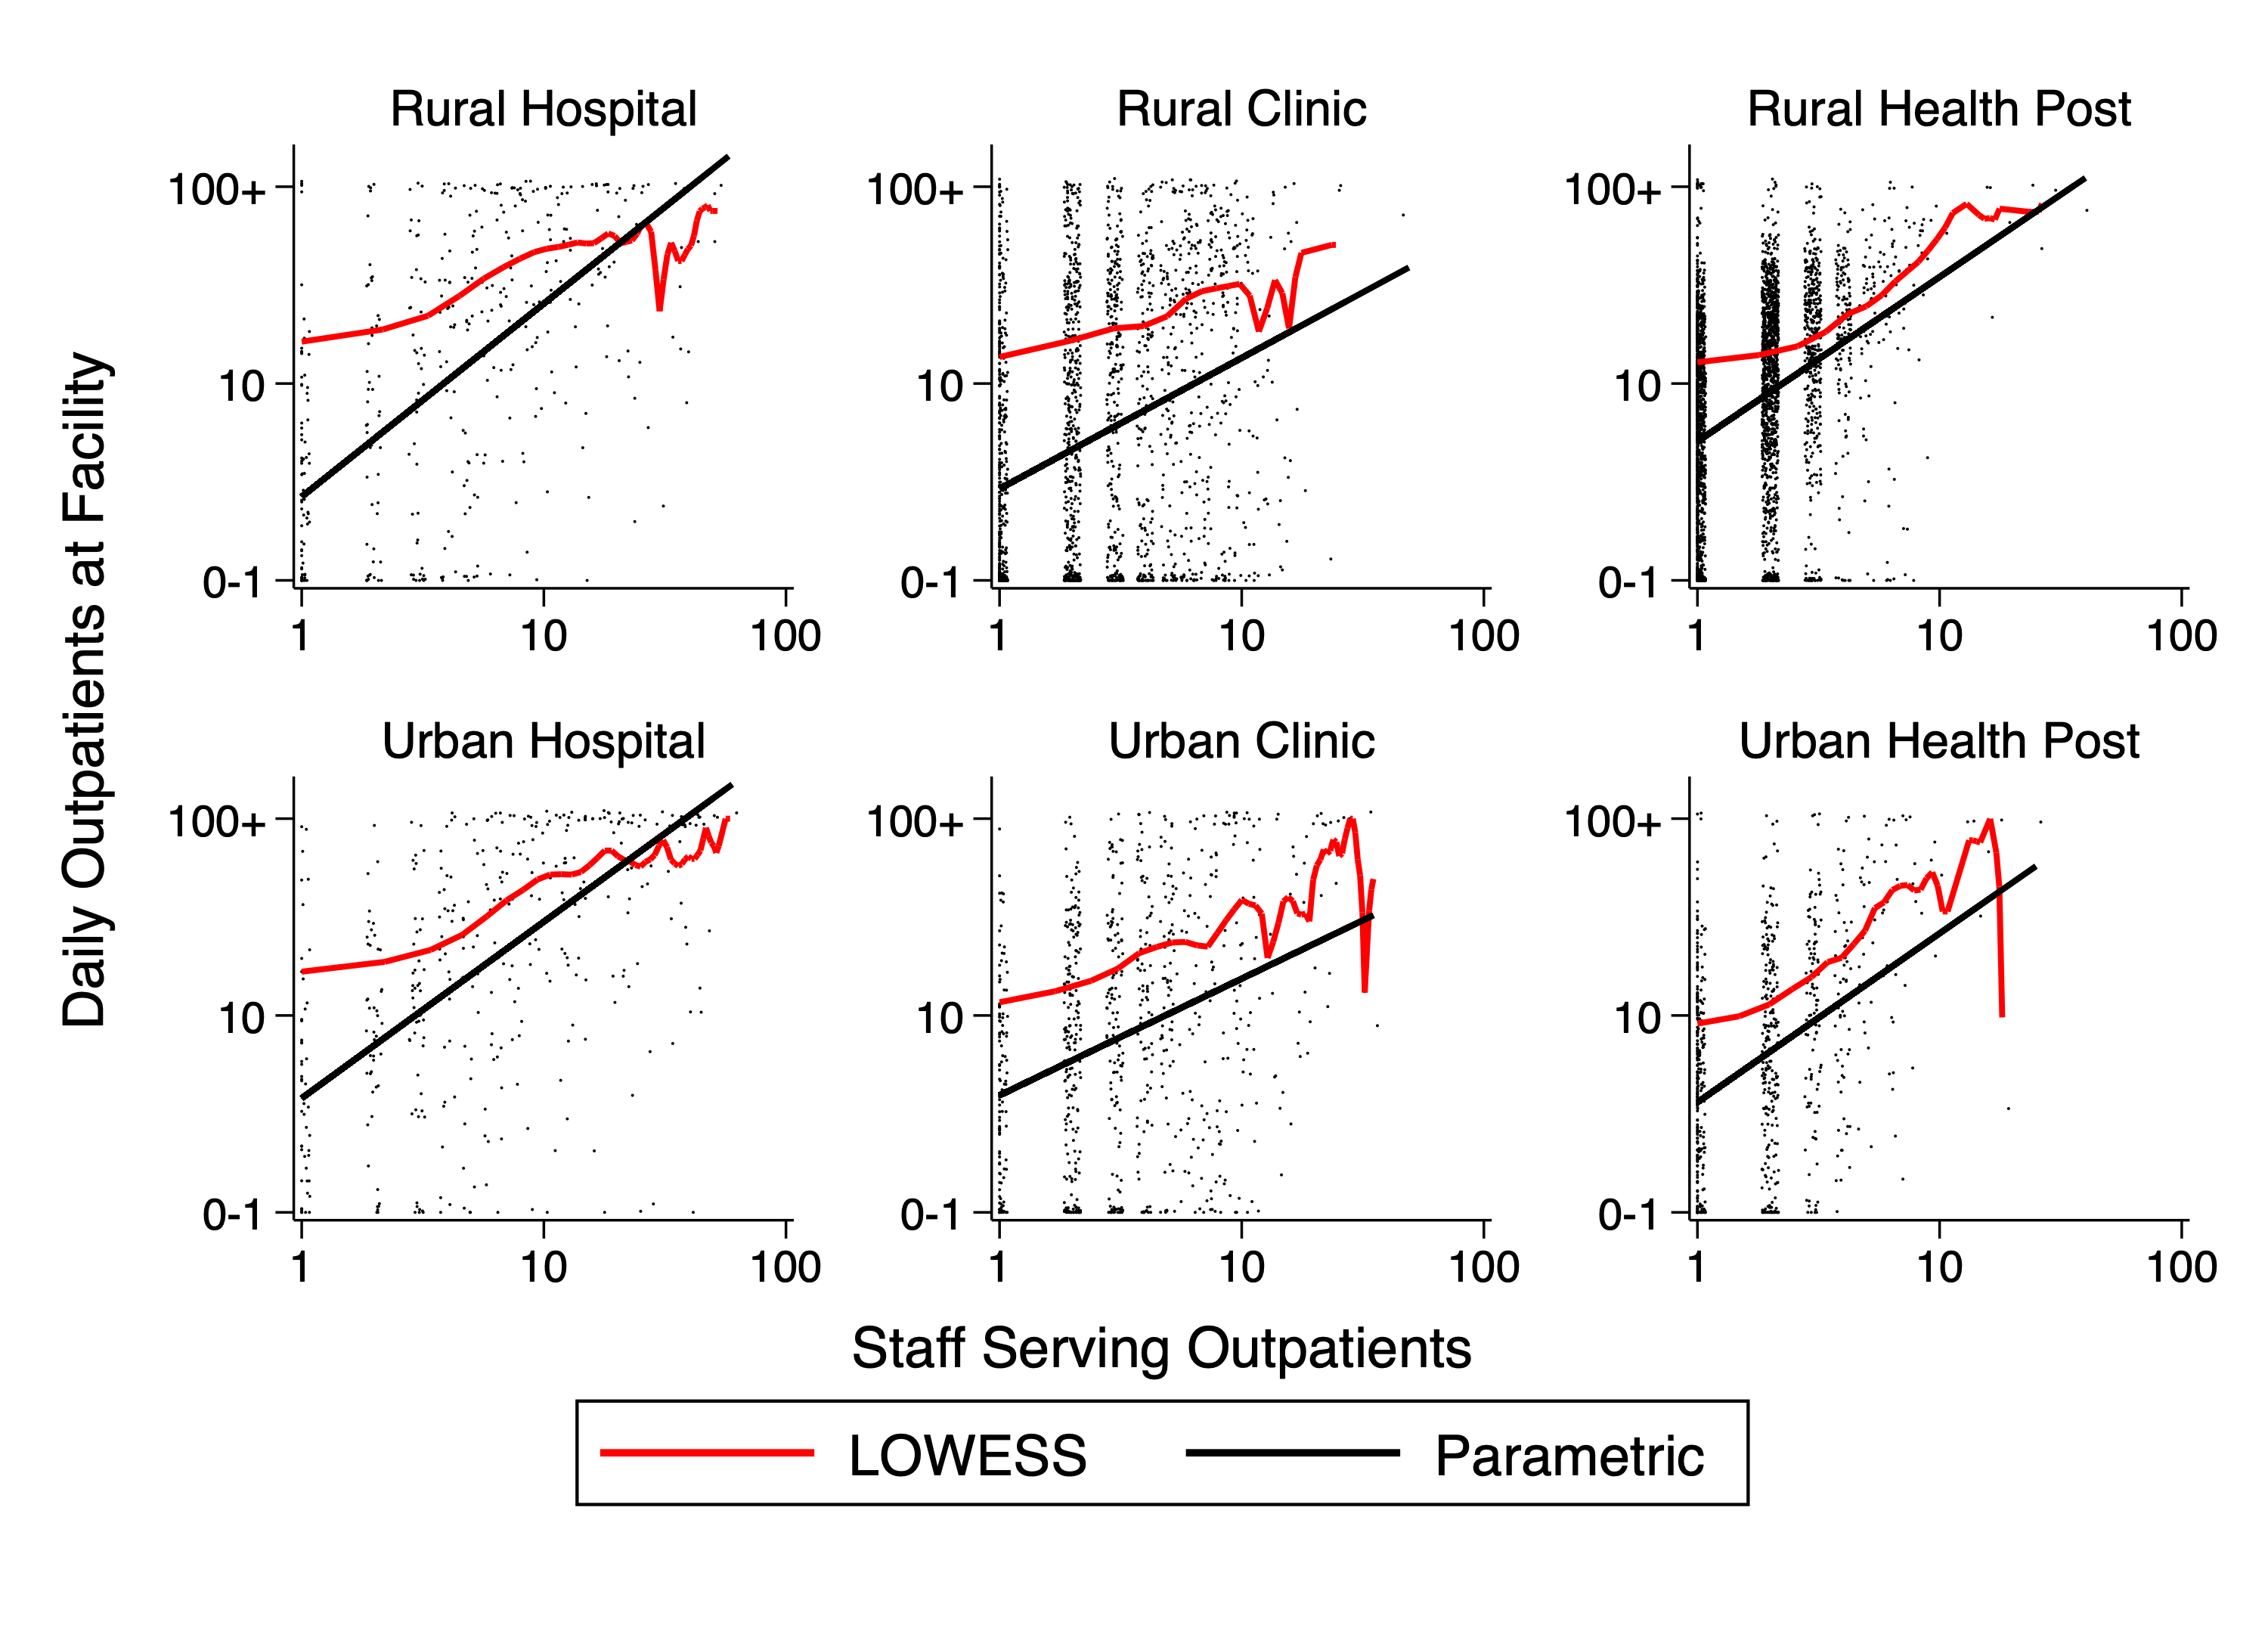 Daily Outpatients at Facility
Rural Hospital
100+
10
0-1
1 10 100
Rural Clinic
100+
10
0-1
1 10 100
Rural Health Post
100+
10
0-1
1 10 100
Urban Hospital
100+
10
0-1
1 10 100
Urban Clinic
100+
10
0-1
1 10 100
Urban Health Post
100+
10
0-1
1 10 100
Staff Serving Outpatients
LOWESS Parametric